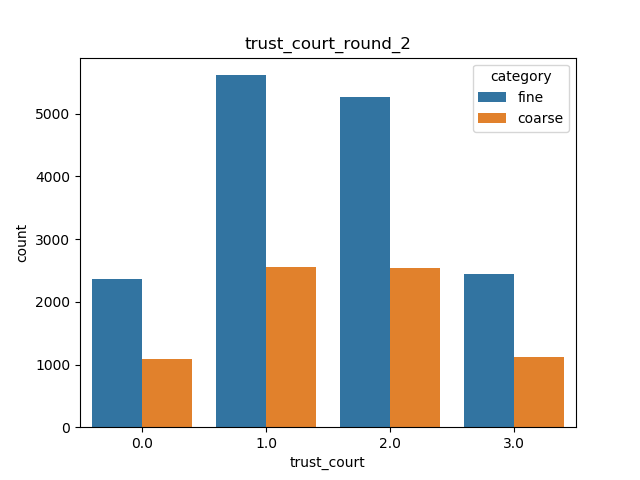 trust_court_round_2
category
fine
coarse
count
5000
4000
3000
2000
1000
0
0.0 1.0 2.0 3.0
trust_court